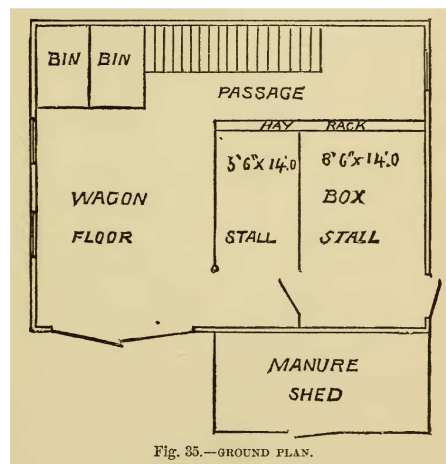 BIN BIN
PASSAGE
HAY RACK
5' 6" X 14'.0 8' 6" X 14'.0
WAGON BOX
FLOOR STALL STALL
MANURE
SHED
Fig. 35.—GROUND PLAN.